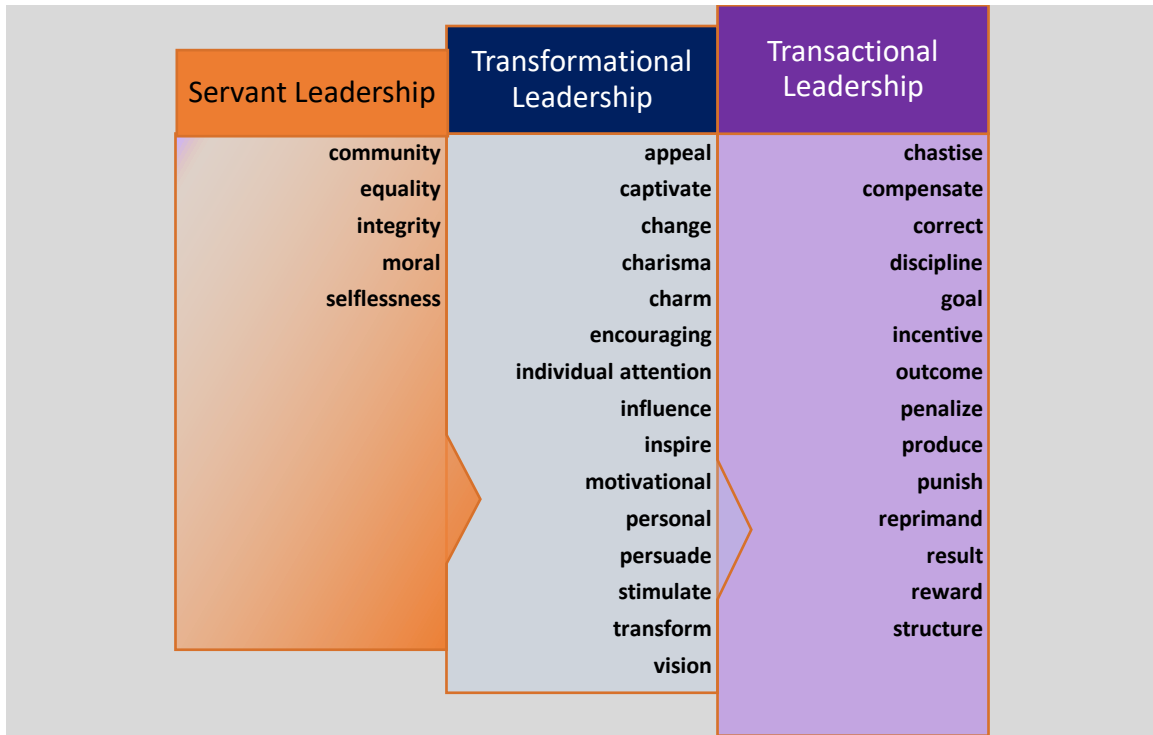 Servant Leadership
community
equality
integrity
moral
selflessness
Transformational
Leadership
appeal
captivate
change
charisma
charm
encouraging
individual attention
influence
inspire
motivational
personal
persuade
stimulate
transform
vision
Transactional
Leadership
chastise
compensate
correct
discipline
goal
incentive
outcome
penalize
produce
punish
reprimand
result
reward
structure